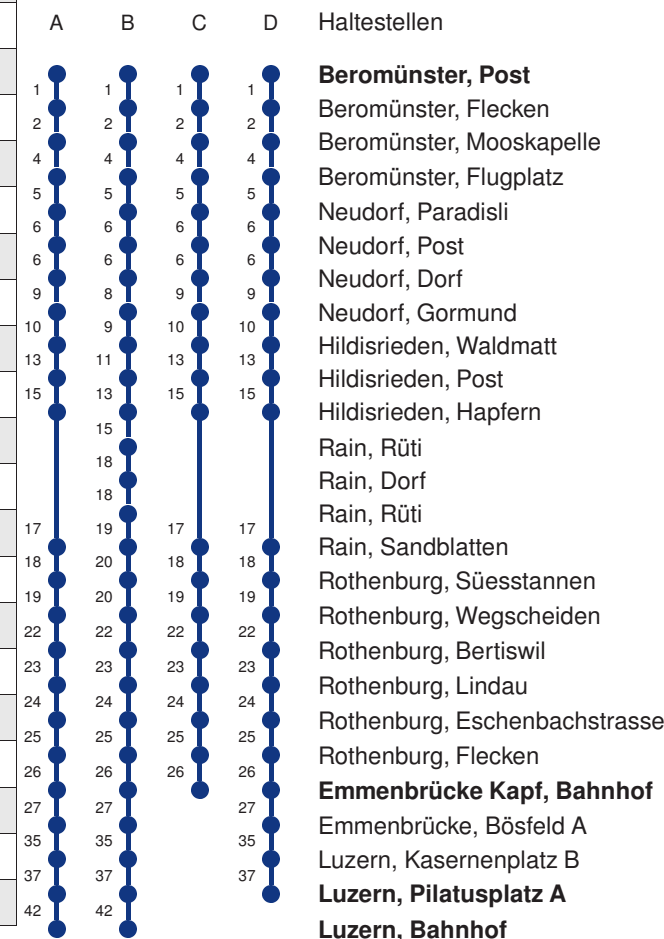 A B C D Haltestellen
Beromünster, Post
1 1 1 1
Beromünster, Flecken
2 2 2 2
Beromünster, Mooskapelle
4 4 4 4
Beromünster, Flugplatz
5 5 5 5
Neudorf, Paradisli
6 6 6 6
Neudorf, Post
6 6 6 6
Neudorf, Dorf
9 8 9 9
Neudorf, Gormund
10 9 10 10
Hildisrieden, Waldmatt
13 11 13 13
Hildisrieden, Post
15 13 15 15
Hildisrieden, Hapfern
15
Rain, Rüti
18
Rain, Dorf
18
Rain, Rüti
17 19 17 17
Rain, Sandblatten
18 20 18 18
Rothenburg, Süesstannen
19 20 19 19
Rothenburg, Wegscheiden
22 22 22 22
Rothenburg, Bertiswil
23 23 23 23
Rothenburg, Lindau
24 24 24 24
Rothenburg, Eschenbachstrasse
25 25 25 25
Rothenburg, Flecken
26 26 26 26
Emmenbrücke Kapf, Bahnhof
27 27 27
Emmenbrücke, Bösfeld A
35 35 35
Luzern, Kasernenplatz B
37 37 37
Luzern, Pilatusplatz A
42 42
Luzern, Bahnhof